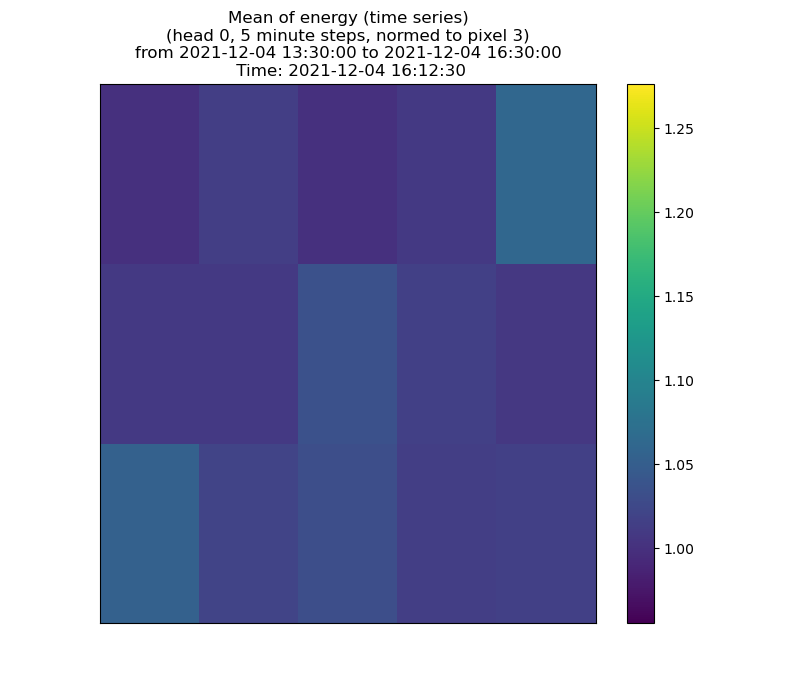 Mean of energy (time series)
(head 0, 5 minute steps, normed to pixel 3)
from 2021-12-04 13:30:00 to 2021-12-04 16:30:00
Time: 2021-12-04 16:12:30
1.25
1.20
1.15
1.10
1.05
1.00